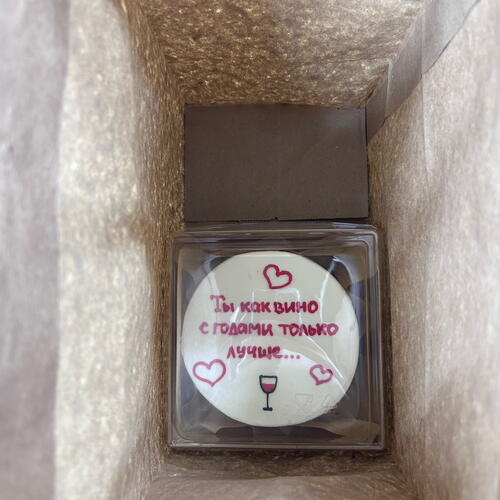 Ты как вино
с годами только
лучше...